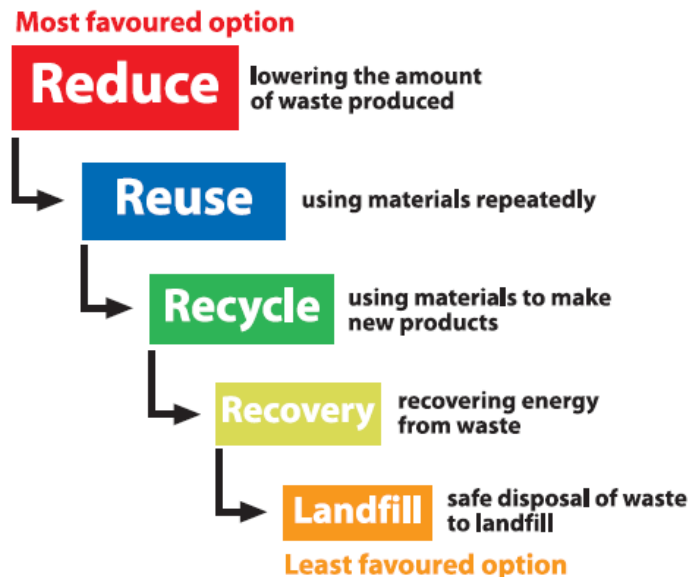 Most favoured option
Reduce
lowering the amount
of waste produced
Reuse
using materials repeatedly
Recycle
using materials to make
new products
Recovery
recovering energy
from waste
Landfill
safe disposal of waste
to landfill
Least favoured option